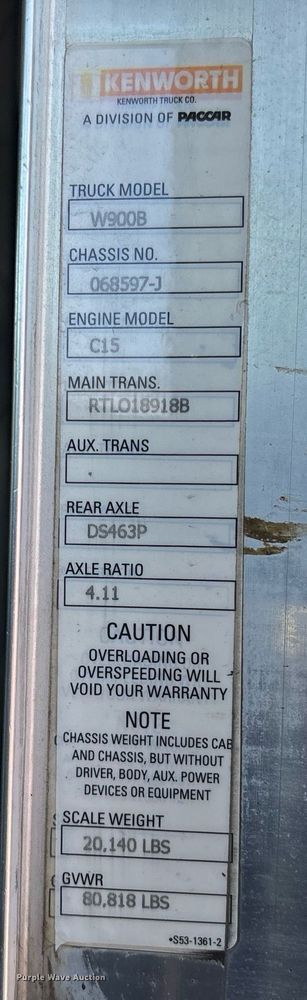 KENWORTH
KENWORTH TRUCK CO.
A DIVISION OF PACCAR
TRUCK MODEL
W900B
CHASSIS NO.
068597-J
ENGINE MODEL
C15
MAIN TRANS.
RTLO18918B
AUX. TRANS
REAR AXLE
DS463P
AXLE RATIO
4.11
CAUTION
OVERLOADING OR
OVERSPEEDING WILL
VOID YOUR WARRANTY
NOTE
CHASSIS WEIGHT INCLUDES CAB
AND CHASSIS, BUT WITHOUT
DRIVER, BODY, AUX. POWER
DEVICES OR EQUIPMENT
SCALE WEIGHT
20,140 LBS
GVWR
80,818 LBS
•S53-1361-2
Purple Wave Auction